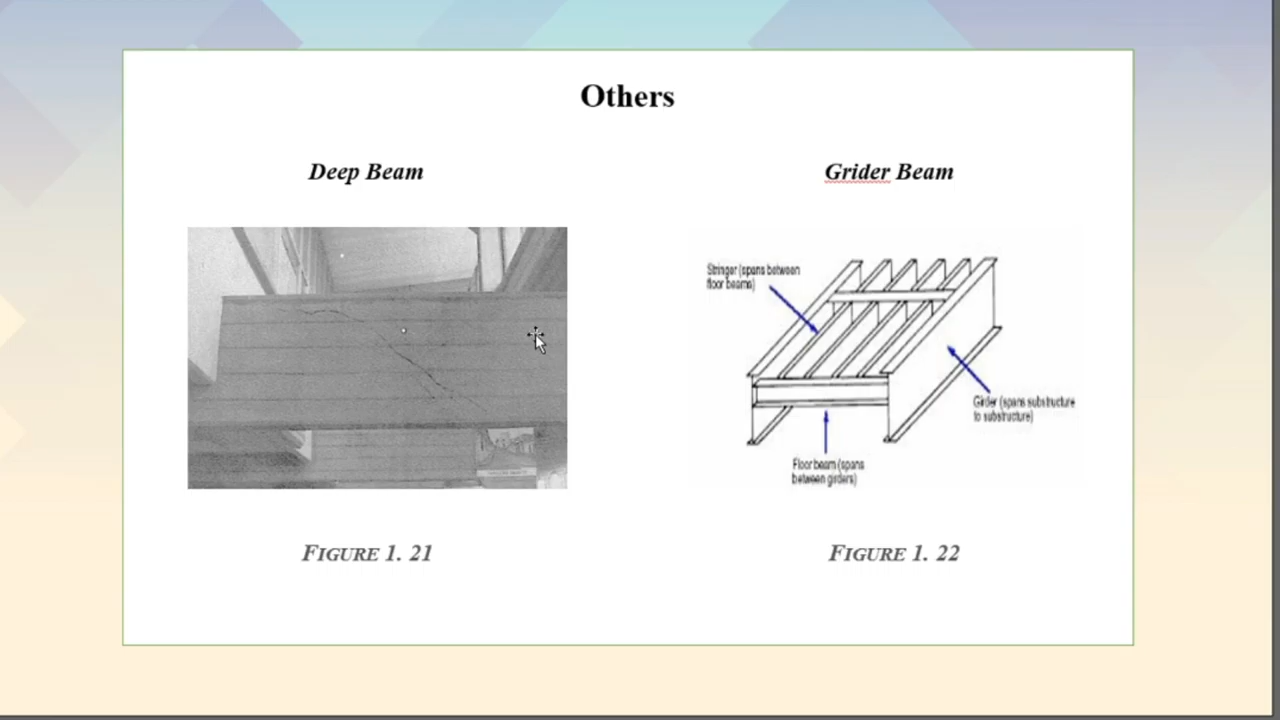 Others
Deep Beam
Grider Beam
Stringer (spans between
floor beams)
Girder (spans substructure
to substructure)
Floor beam (spans
between girders)
FIGURE 1. 21
FIGURE 1. 22